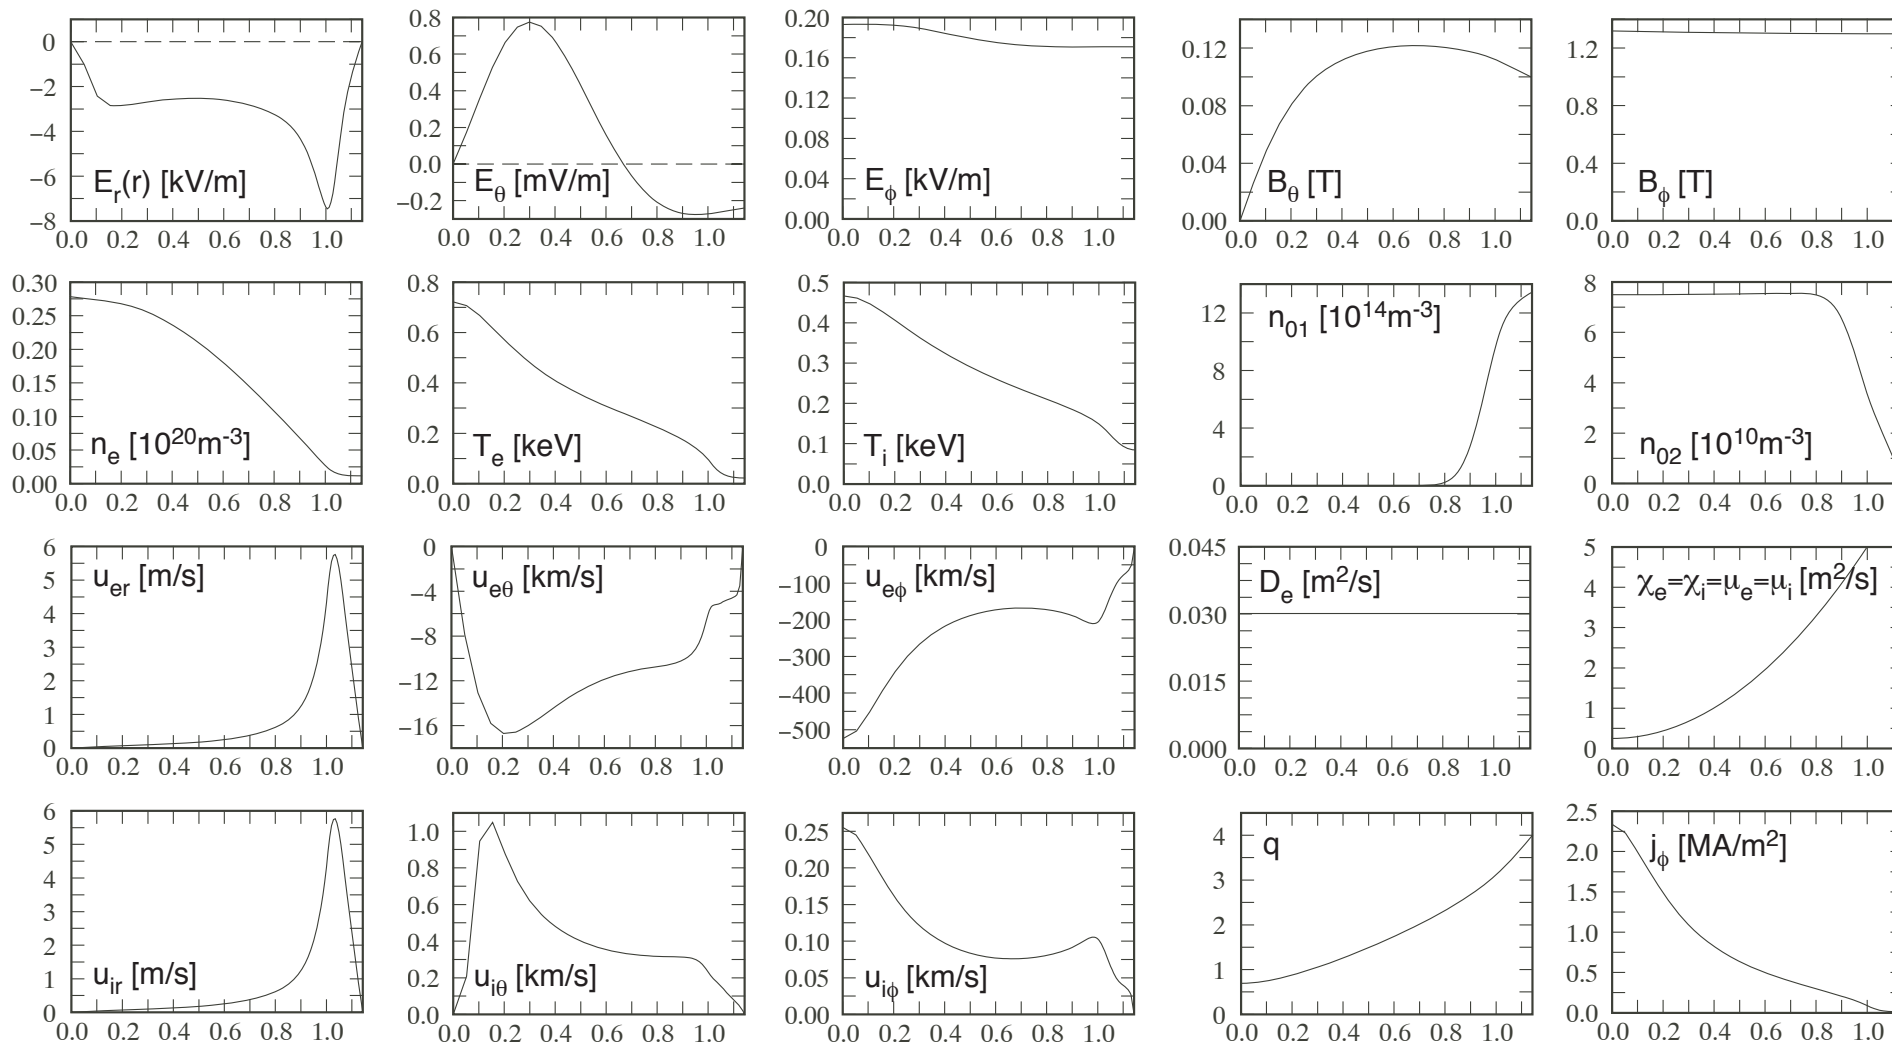 0
−2
−4
−6
−8
E_r(r) [kV/m]
0.0 0.2 0.4 0.6 0.8 1.0
0.8
0.6
0.4
0.2
0.0
−0.2
E_θ [mV/m]
0.0 0.2 0.4 0.6 0.8 1.0
0.20
0.16
0.12
0.08
0.04
0.00
E_ϕ [kV/m]
0.0 0.2 0.4 0.6 0.8 1.0
0.12
0.08
0.04
0.00
B_θ [T]
0.0 0.2 0.4 0.6 0.8 1.0
1.2
0.8
0.4
0.0
B_ϕ [T]
0.0 0.2 0.4 0.6 0.8 1.0
0.30
0.25
0.20
0.15
0.10
0.05
0.00
n_e [10^20m^-3]
0.0 0.2 0.4 0.6 0.8 1.0
0.8
0.6
0.4
0.2
0.0
T_e [keV]
0.0 0.2 0.4 0.6 0.8 1.0
0.5
0.4
0.3
0.2
0.1
0.0
T_i [keV]
0.0 0.2 0.4 0.6 0.8 1.0
n_01 [10^14m^-3]
12
8
4
0
0.0 0.2 0.4 0.6 0.8 1.0
8
7
6
4
2
0
n_02 [10^10m^-3]
0.0 0.2 0.4 0.6 0.8 1.0
6
5
4
3
2
1
0
u_er [m/s]
0.0 0.2 0.4 0.6 0.8 1.0
0
−4
−8
−12
−16
u_eθ [km/s]
0.0 0.2 0.4 0.6 0.8 1.0
0
−100
−200
−300
−400
−500
u_eϕ [km/s]
0.0 0.2 0.4 0.6 0.8 1.0
0.045
0.030
0.015
0.000
D_e [m^2/s]
0.0 0.2 0.4 0.6 0.8 1.0
5
4
3
2
1
0
χ_e=χ_i=μ_e=μ_i [m^2/s]
0.0 0.2 0.4 0.6 0.8 1.0
6
5
4
3
2
1
0
u_ir [m/s]
0.0 0.2 0.4 0.6 0.8 1.0
1.0
0.8
0.6
0.4
0.2
0.0
u_iθ [km/s]
0.0 0.2 0.4 0.6 0.8 1.0
0.25
0.20
0.15
0.10
0.05
0.00
u_iϕ [km/s]
0.0 0.2 0.4 0.6 0.8 1.0
4
3
2
1
0
q
0.0 0.2 0.4 0.6 0.8 1.0
2.5
2.0
1.5
1.0
0.5
0.0
j_ϕ [MA/m^2]
0.0 0.2 0.4 0.6 0.8 1.0